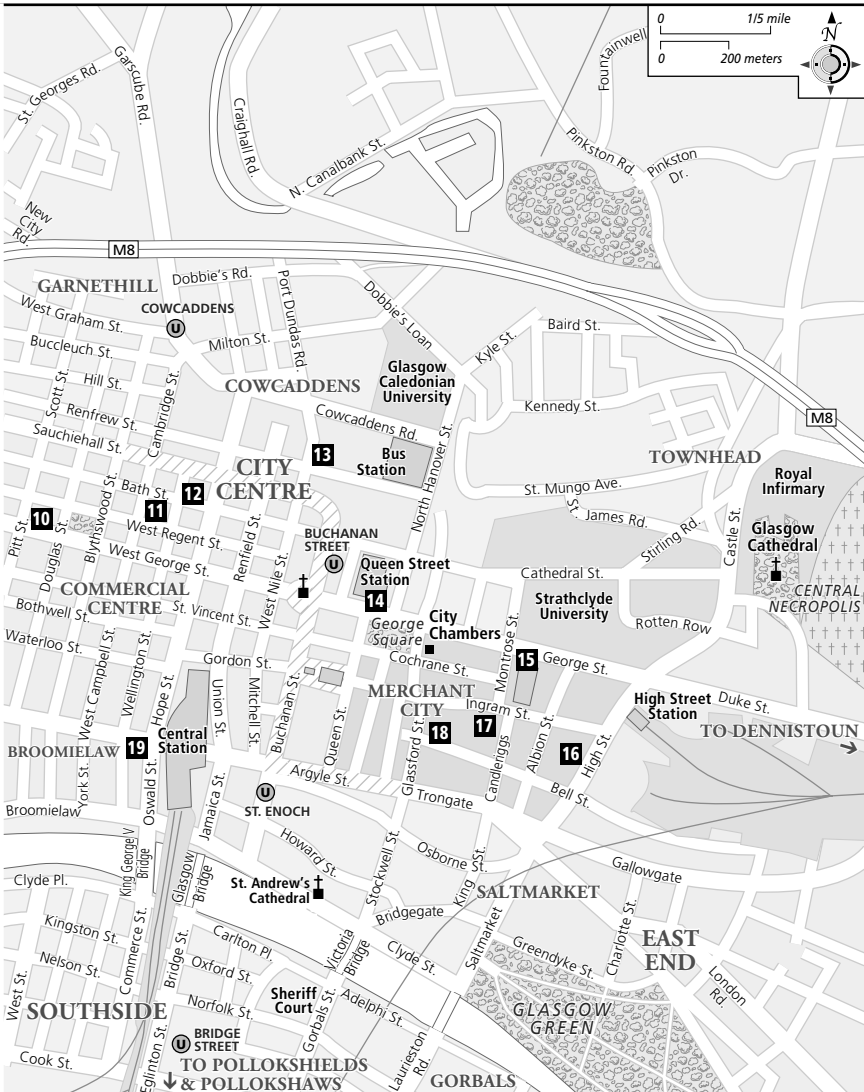 0 1/5 mile
0 200 meters
N
St. Georges Rd.
Garscube Rd.
Craighall Rd.
N. Canalbank St.
Fountainwell
Pinkston Rd.
Pinkston
Dr.
New
City
Rd.
M8
GARNETHILL
Dobbie's Rd.
Port Dundas Rd.
Dobbie's Loan
COWCADDENS
U
West Graham St.
Milton St.
Buccleuch St.
Kyle St.
Baird St.
Glasgow
Caledonian
University
Scott St.
Hill St.
Cambridge St.
COWCADDENS
Renfrew St.
Cowcaddens Rd.
Kennedy St.
M8
Sauchiehall St.
13
Bus
Station
North Hanover St.
TOWNHEAD
CITY
CENTRE
Royal
Infirmary
Bath St.
12
St. Mungo Ave.
10
11
Blythswood St.
West Regent St.
St. James Rd.
Stirling Rd.
Castle St.
Glasgow
Cathedral
Pitt St.
Douglas St.
West George St.
Renfield St.
West Nile St.
BUCHANAN
STREET
U
Queen Street
Station
14
Cathedral St.
CENTRAL
NECROPOLIS
COMMERCIAL
CENTRE
Strathclyde
University
Bothwell St.
St. Vincent St.
George
Square
City
Chambers
Rotten Row
Waterloo St.
Gordon St.
Cochrane St.
Montrose St.
15
George St.
West Campbell St.
Wellington St.
Hope St.
Union St.
Mitchell St.
Buchanan St.
Queen St.
MERCHANT
CITY
Ingram St.
High Street
Station
Duke St.
TO DENNISTOUN
BROOMIELAW
19
Central
Station
Glassford St.
18
17
Candleriggs
Albion St.
16
High St.
York St.
Oswald St.
Jamaica St.
Argyle St.
U
ST. ENOCH
Trongate
Bell St.
Broomielaw
King George V
Bridge
Glasgow
Bridge
Howard St.
Stockwell St.
Osborne St.
King St.
Gallowgate
Clyde Pl.
St. Andrew's
Cathedral
Bridgegate
SALTMARKET
Saltmarket
Charlotte St.
EAST
END
Kingston St.
Commerce St.
Bridge St.
Carlton Pl.
Victoria
Bridge
Clyde St.
Greendyke St.
London
Rd.
Nelson St.
Oxford St.
West St.
SOUTHSIDE
Norfolk St.
Sheriff
Court
Gorbals St.
Adelphi St.
GLASGOW
GREEN
Cook St.
Eglinton St.
U
BRIDGE
STREET
Laurieston
Rd.
TO POLLOKSHIELDS
& POLLOKSHAWS
GORBALS